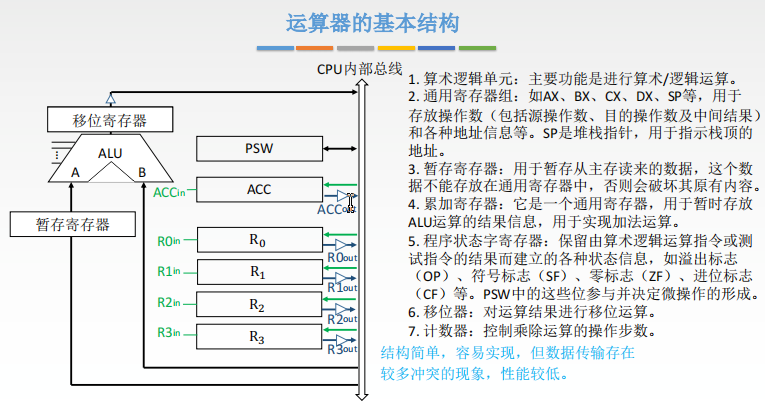 运算器的基本结构
CPU内部总线
移位寄存器
ALU
A
B
暂存寄存器
PSW
ACC
ACCin
ACCout
R0
R0in
R0out
R1
R1in
R1out
R2
R2in
R2out
R3
R3in
R3out
1. 算术逻辑单元：主要功能是进行算术/逻辑运算。
2. 通用寄存器组：如AX、BX、CX、DX、SP等，用于
存放操作数（包括源操作数、目的操作数及中间结果）
和各种地址信息等。SP是堆栈指针，用于指示栈顶的
地址。
3. 暂存寄存器：用于暂存从主存读来的数据，这个数
据不能存放在通用寄存器中，否则会破坏其原有内容。
4. 累加寄存器：它是一个通用寄存器，用于暂时存放
ALU运算的结果信息，用于实现加法运算。
5. 程序状态字寄存器：保留由算术逻辑运算指令或测
试指令的结果而建立的各种状态信息，如溢出标志
（OP）、符号标志（SF）、零标志（ZF）、进位标志
（CF）等。PSW中的这些位参与并决定微操作的形成。
6. 移位器：对运算结果进行移位运算。
7. 计数器：控制乘除运算的操作步数。
结构简单，容易实现，但数据传输存在
较多冲突的现象，性能较低。